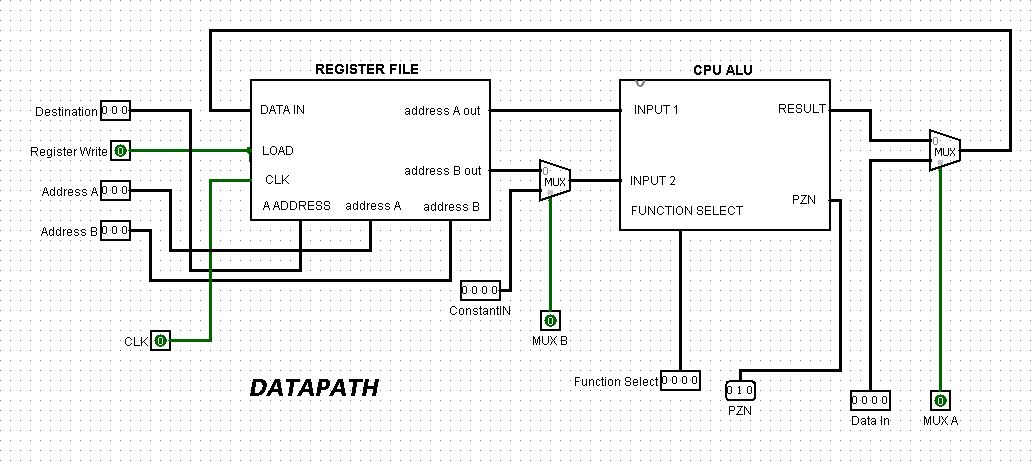 REGISTER FILE
CPU ALU
Destination 0 0 0
DATA IN
address A out
INPUT 1
RESULT
Register Write 0
LOAD
0
MUX
Address A 0 0 0
CLK
address B out
0
MUX
INPUT 2
A ADDRESS
address A
address B
FUNCTION SELECT
PZN
Address B 0 0 0
0 0 0 0
ConstantIN
CLK 0
0
MUX B
DATAPATH
Function Select 0 0 0 0
0 1 0
PZN
0 0 0 0
Data In
0
MUX A